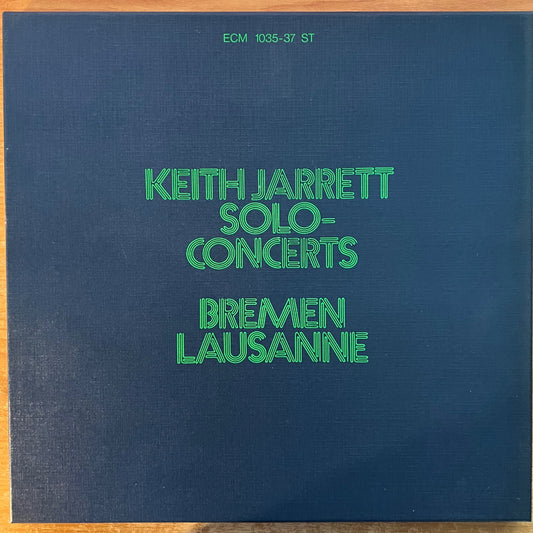 ECM 1035-37 ST
KEITH JARRETT
SOLO-
CONCERTS
BREMEN
LAUSANNE